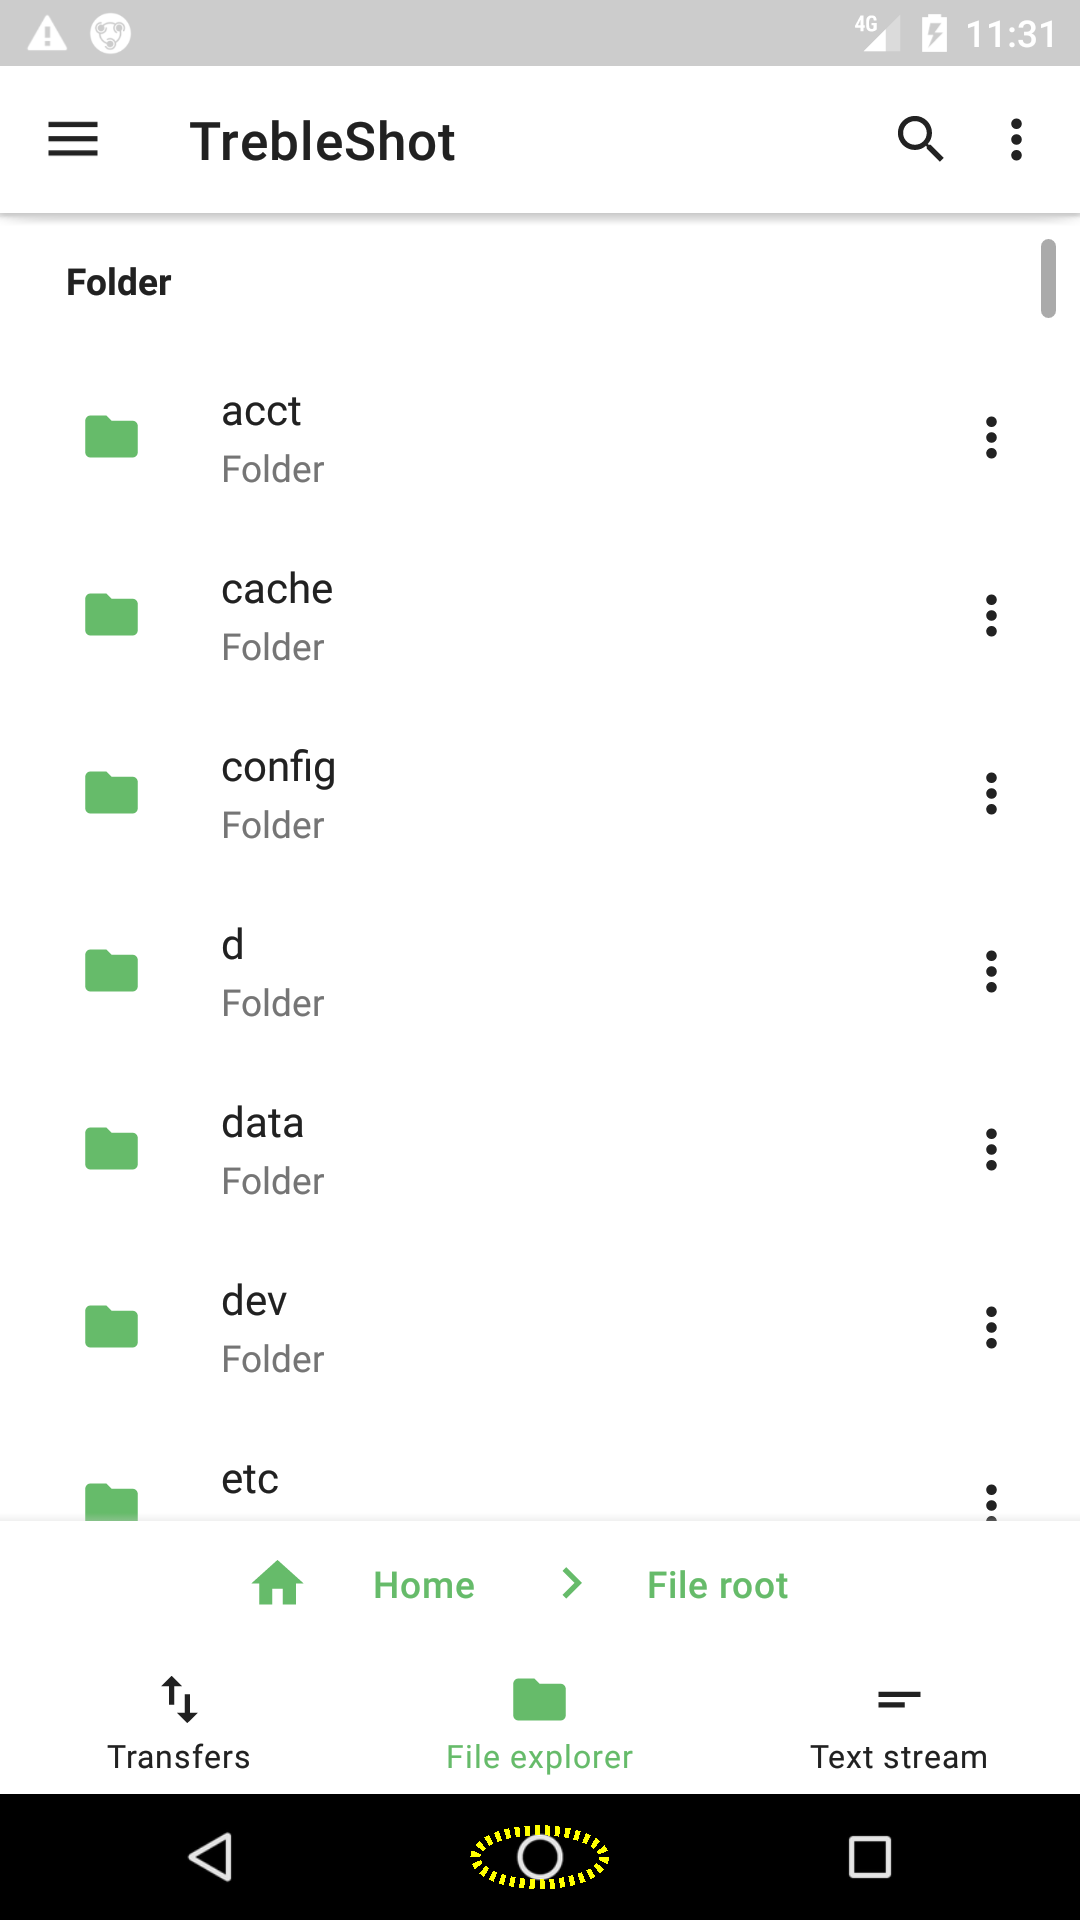 4G 11:31
TrebleShot
Folder
acct
Folder
cache
Folder
config
Folder
d
Folder
data
Folder
dev
Folder
etc
Home File root
Transfers File explorer Text stream